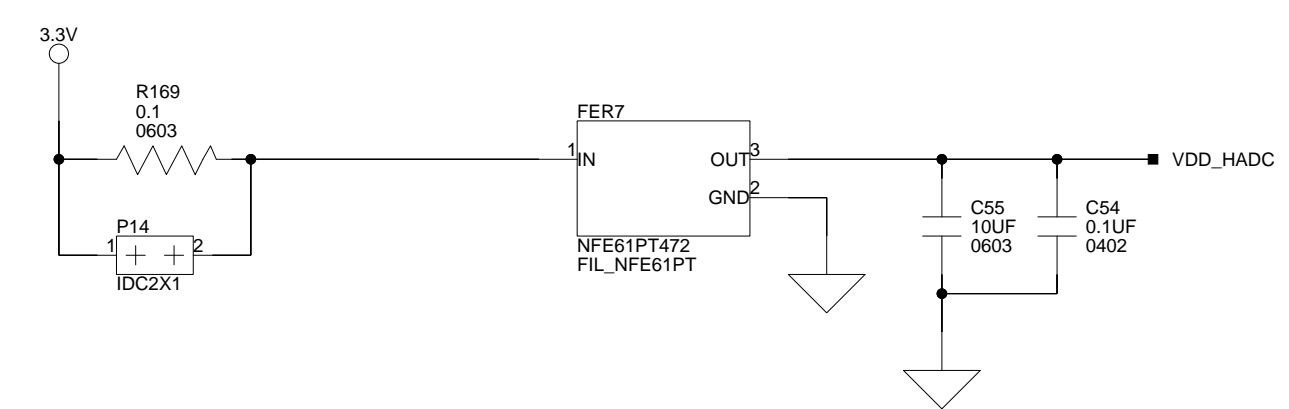 3.3V
R169
0.1
0603
P14
1
2
IDC2X1
FER7
1
IN
OUT
3
GND
2
NFE61PT472
FIL_NFE61PT
VDD_HADC
C55
10UF
0603
C54
0.1UF
0402